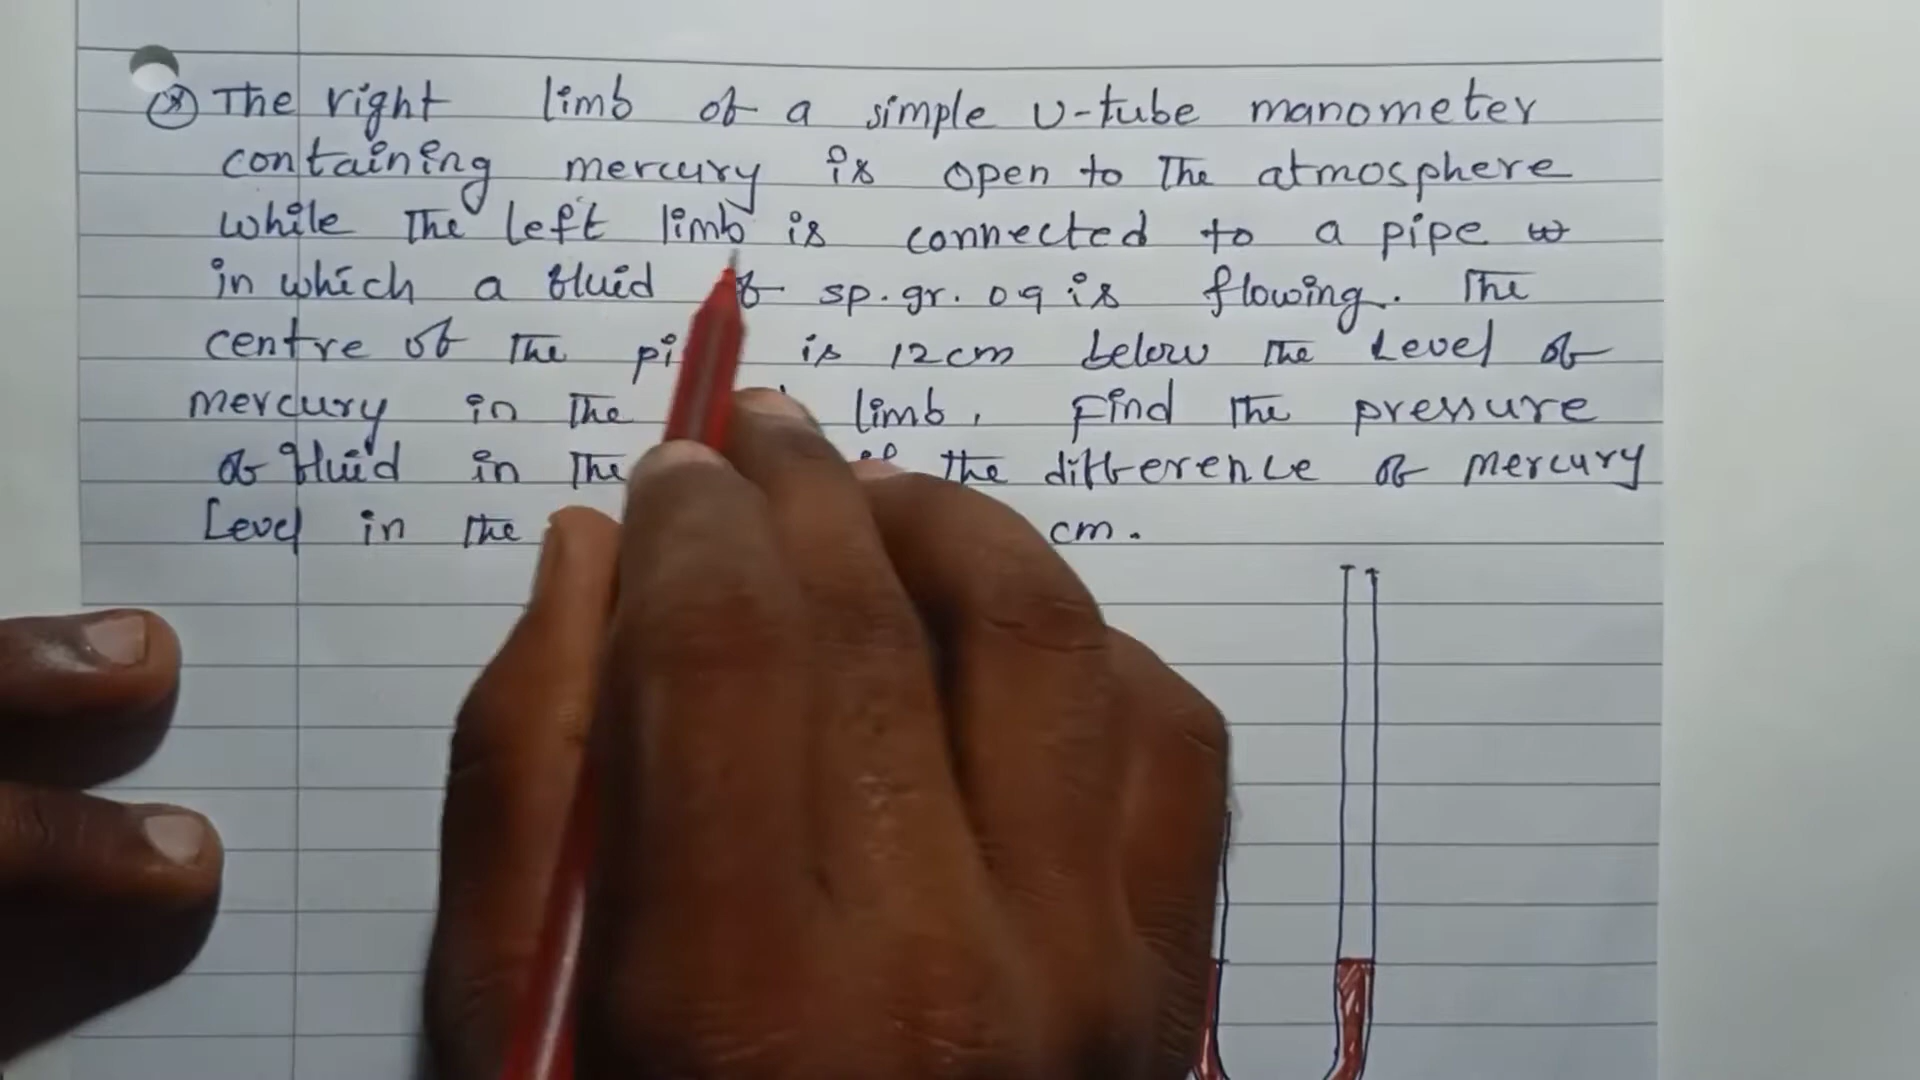 The right limb of a simple U-tube manometer
containing mercury is open to The atmosphere
while The left limb is connected to a pipe w
in which a fluid of sp.gr. 09 is flowing. The
centre of The pi is 12cm below The Level of
mercury in The limb, Find The pressure
of fluid in The the difference of mercury
Level in the cm.